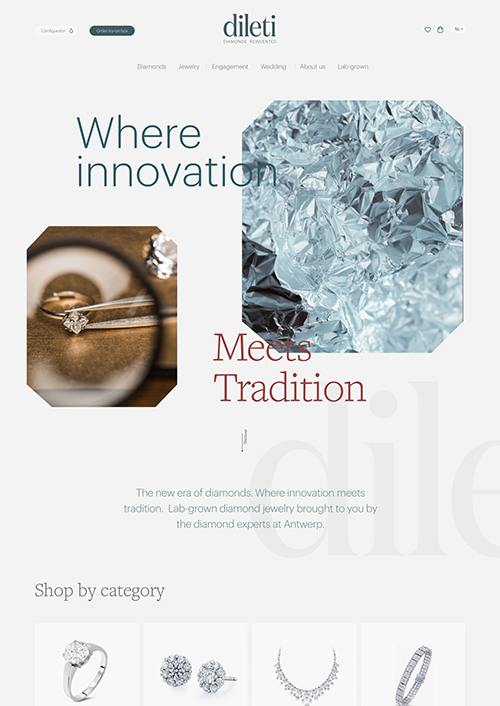 Configurator
Order try-on box
dileti
DIAMONDS REINVENTED
NL
Diamonds Jewelry Engagement Wedding About us Lab-grown
Where
innovation
Meets
Tradition
Discover
dile
The new era of diamonds. Where innovation meets
tradition. Lab-grown diamond jewelry brought to you by
the diamond experts at Antwerp.
Shop by category